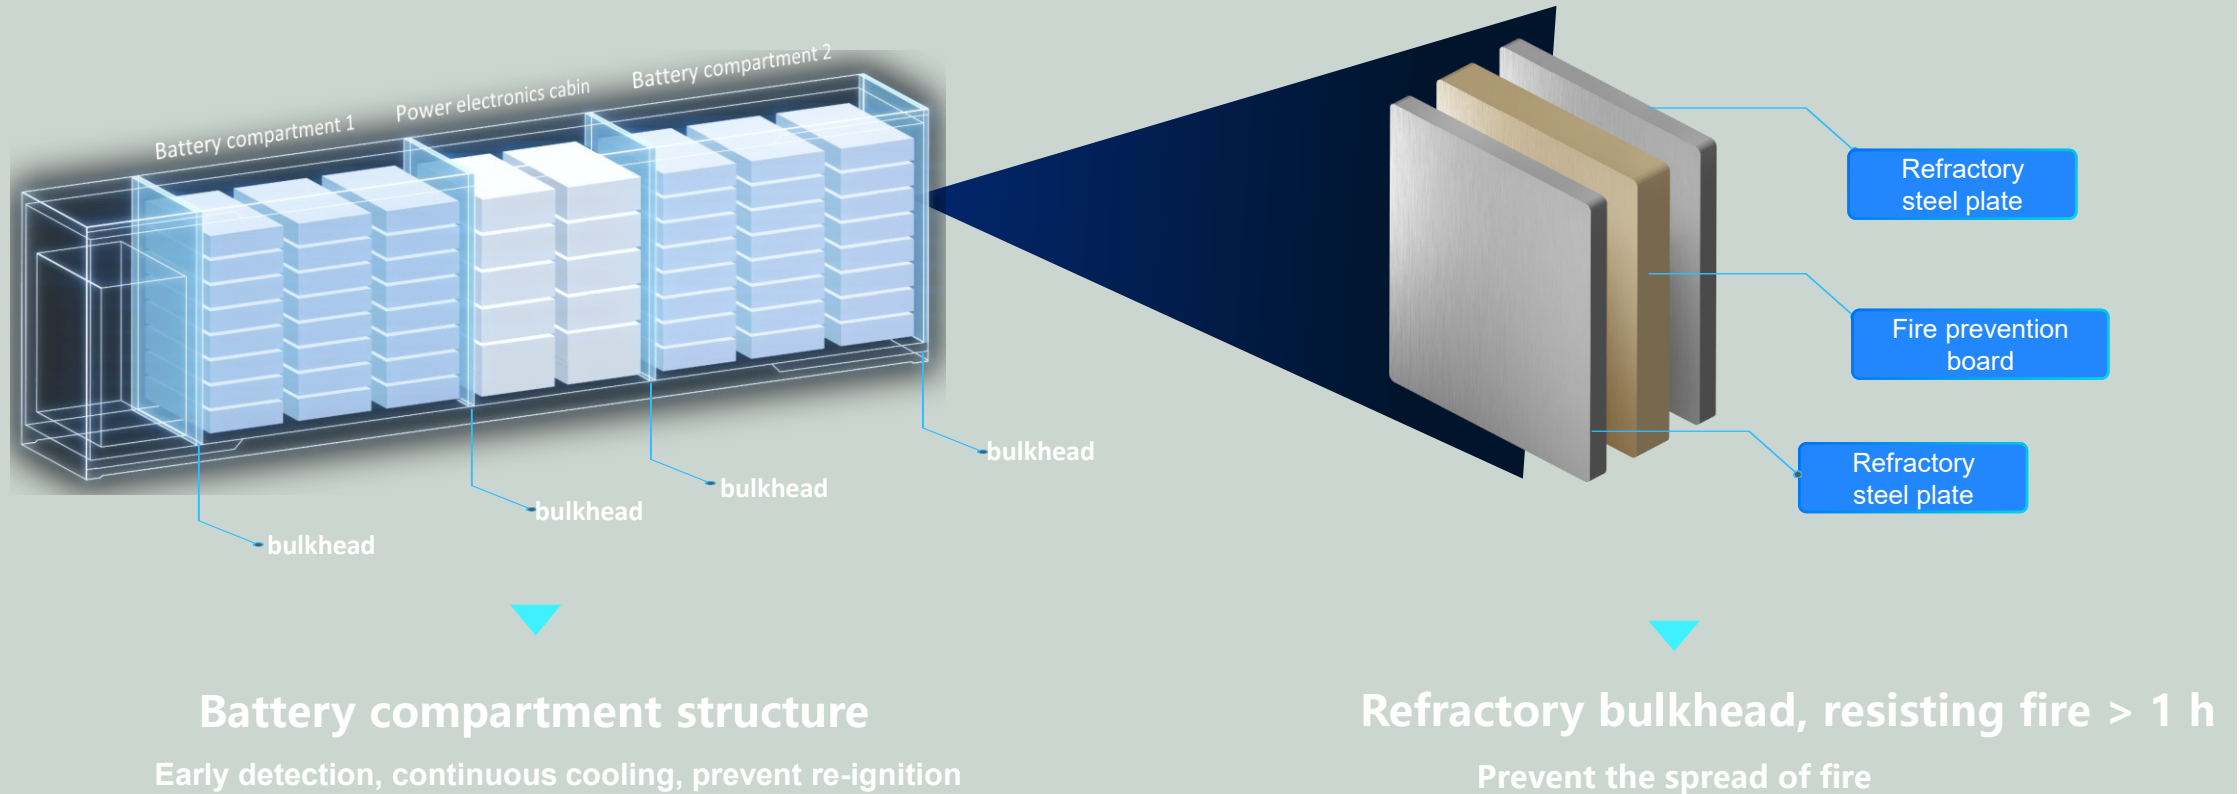 Battery compartment 1
Power electronics cabin
Battery compartment 2
bulkhead
bulkhead
bulkhead
bulkhead
Refractory
steel plate
Fire prevention
board
Refractory
steel plate
Battery compartment structure
Early detection, continuous cooling, prevent re-ignition
Refractory bulkhead, resisting fire > 1 h
Prevent the spread of fire